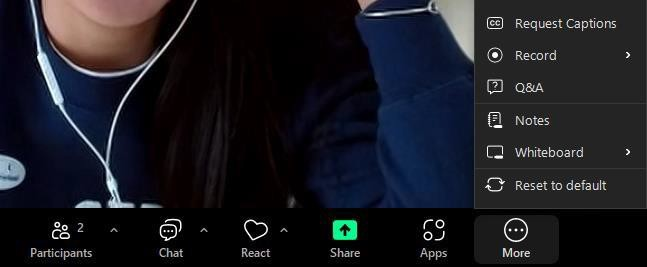 Request Captions
Record
Q&A
Notes
Whiteboard
Reset to default
Participants 2
Chat
React
Share
Apps
More